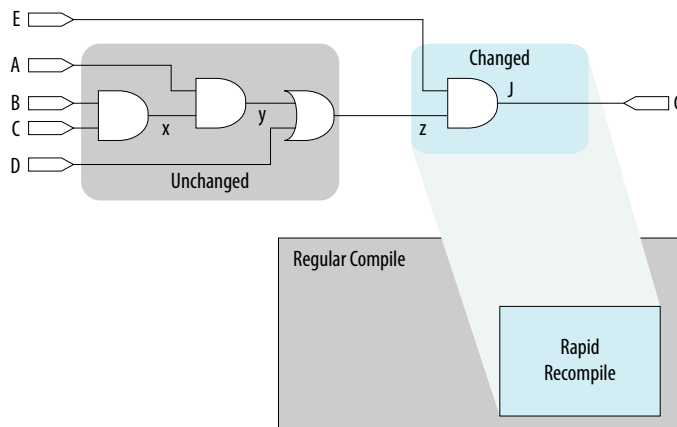 E
Changed
A
J
B
y
C
x
z
D
Unchanged
Regular Compile
Rapid
Recompile